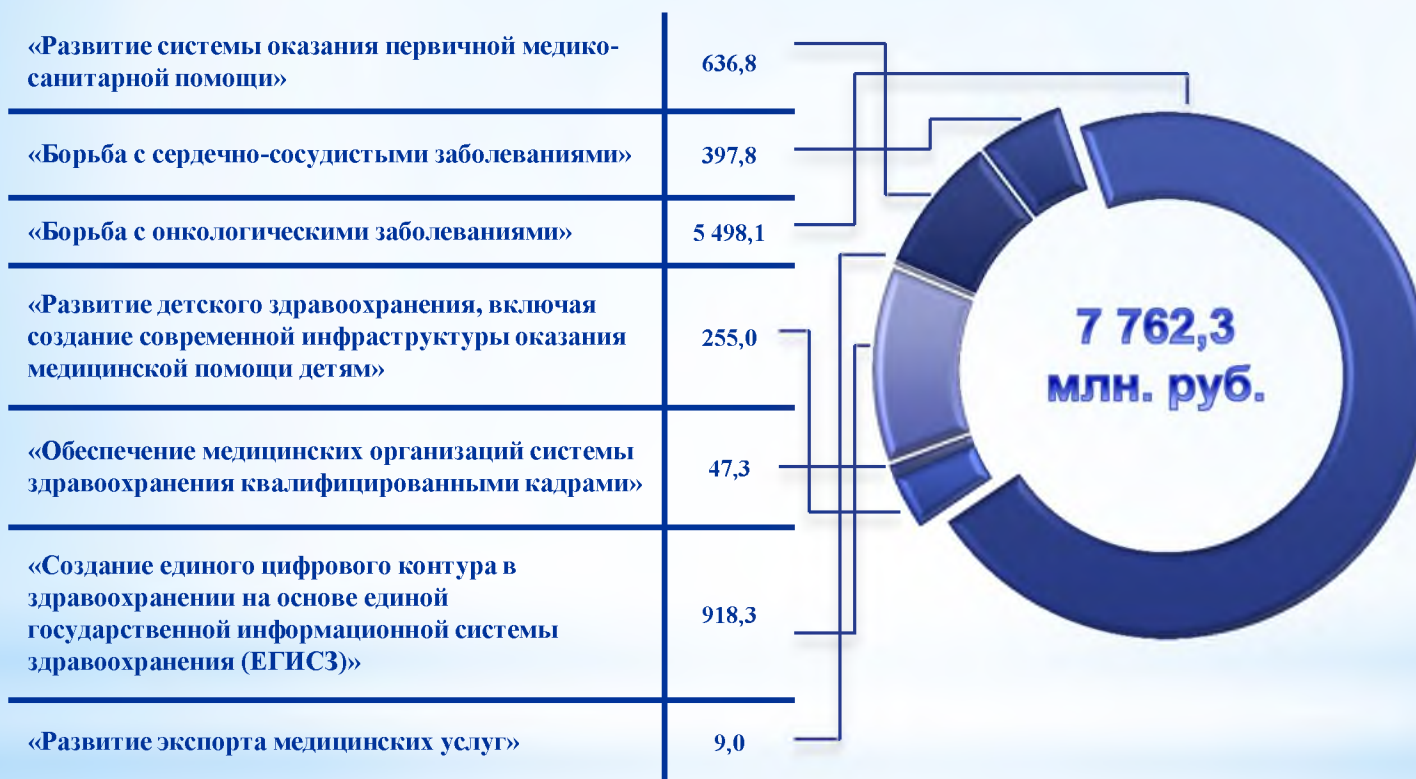 «Развитие системы оказания первичной медико-
санитарной помощи»
636,8
«Борьба с сердечно-сосудистыми заболеваниями»
397,8
«Борьба с онкологическими заболеваниями»
5 498,1
«Развитие детского здравоохранения, включая
создание современной инфраструктуры оказания
медицинской помощи детям»
255,0
«Обеспечение медицинских организаций системы
здравоохранения квалифицированными кадрами»
47,3
«Создание единого цифрового контура в
здравоохранении на основе единой
государственной информационной системы
здравоохранения (ЕГИСЗ)»
918,3
«Развитие экспорта медицинских услуг»
9,0
7 762,3
млн. руб.